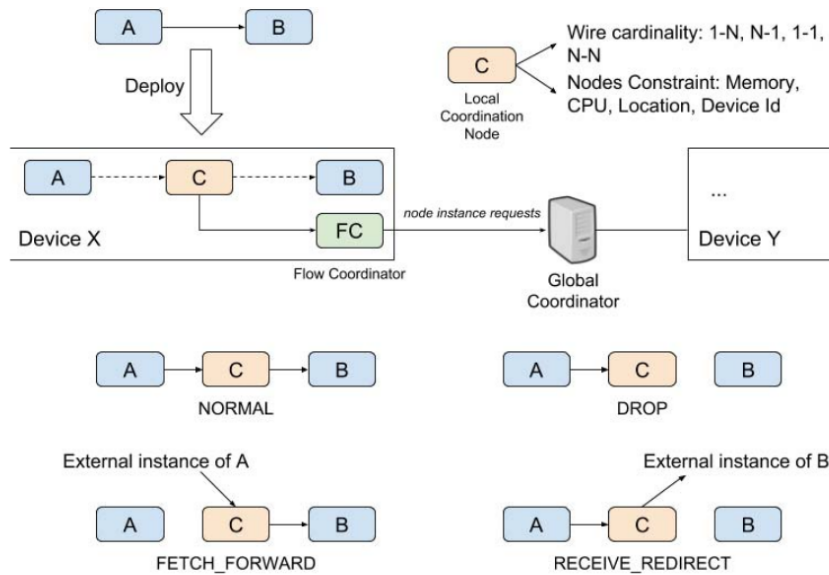 A
B
Deploy
C
Local
Coordination
Node
Wire cardinality: 1-N, N-1, 1-1,
N-N
Nodes Constraint: Memory,
CPU, Location, Device Id
A
C
B
Device X
FC
Flow Coordinator
node instance requests
Global
Coordinator
...
Device Y
A
C
B
NORMAL
A
C
B
DROP
External instance of A
A
C
B
FETCH_FORWARD
External instance of B
A
C
B
RECEIVE_REDIRECT